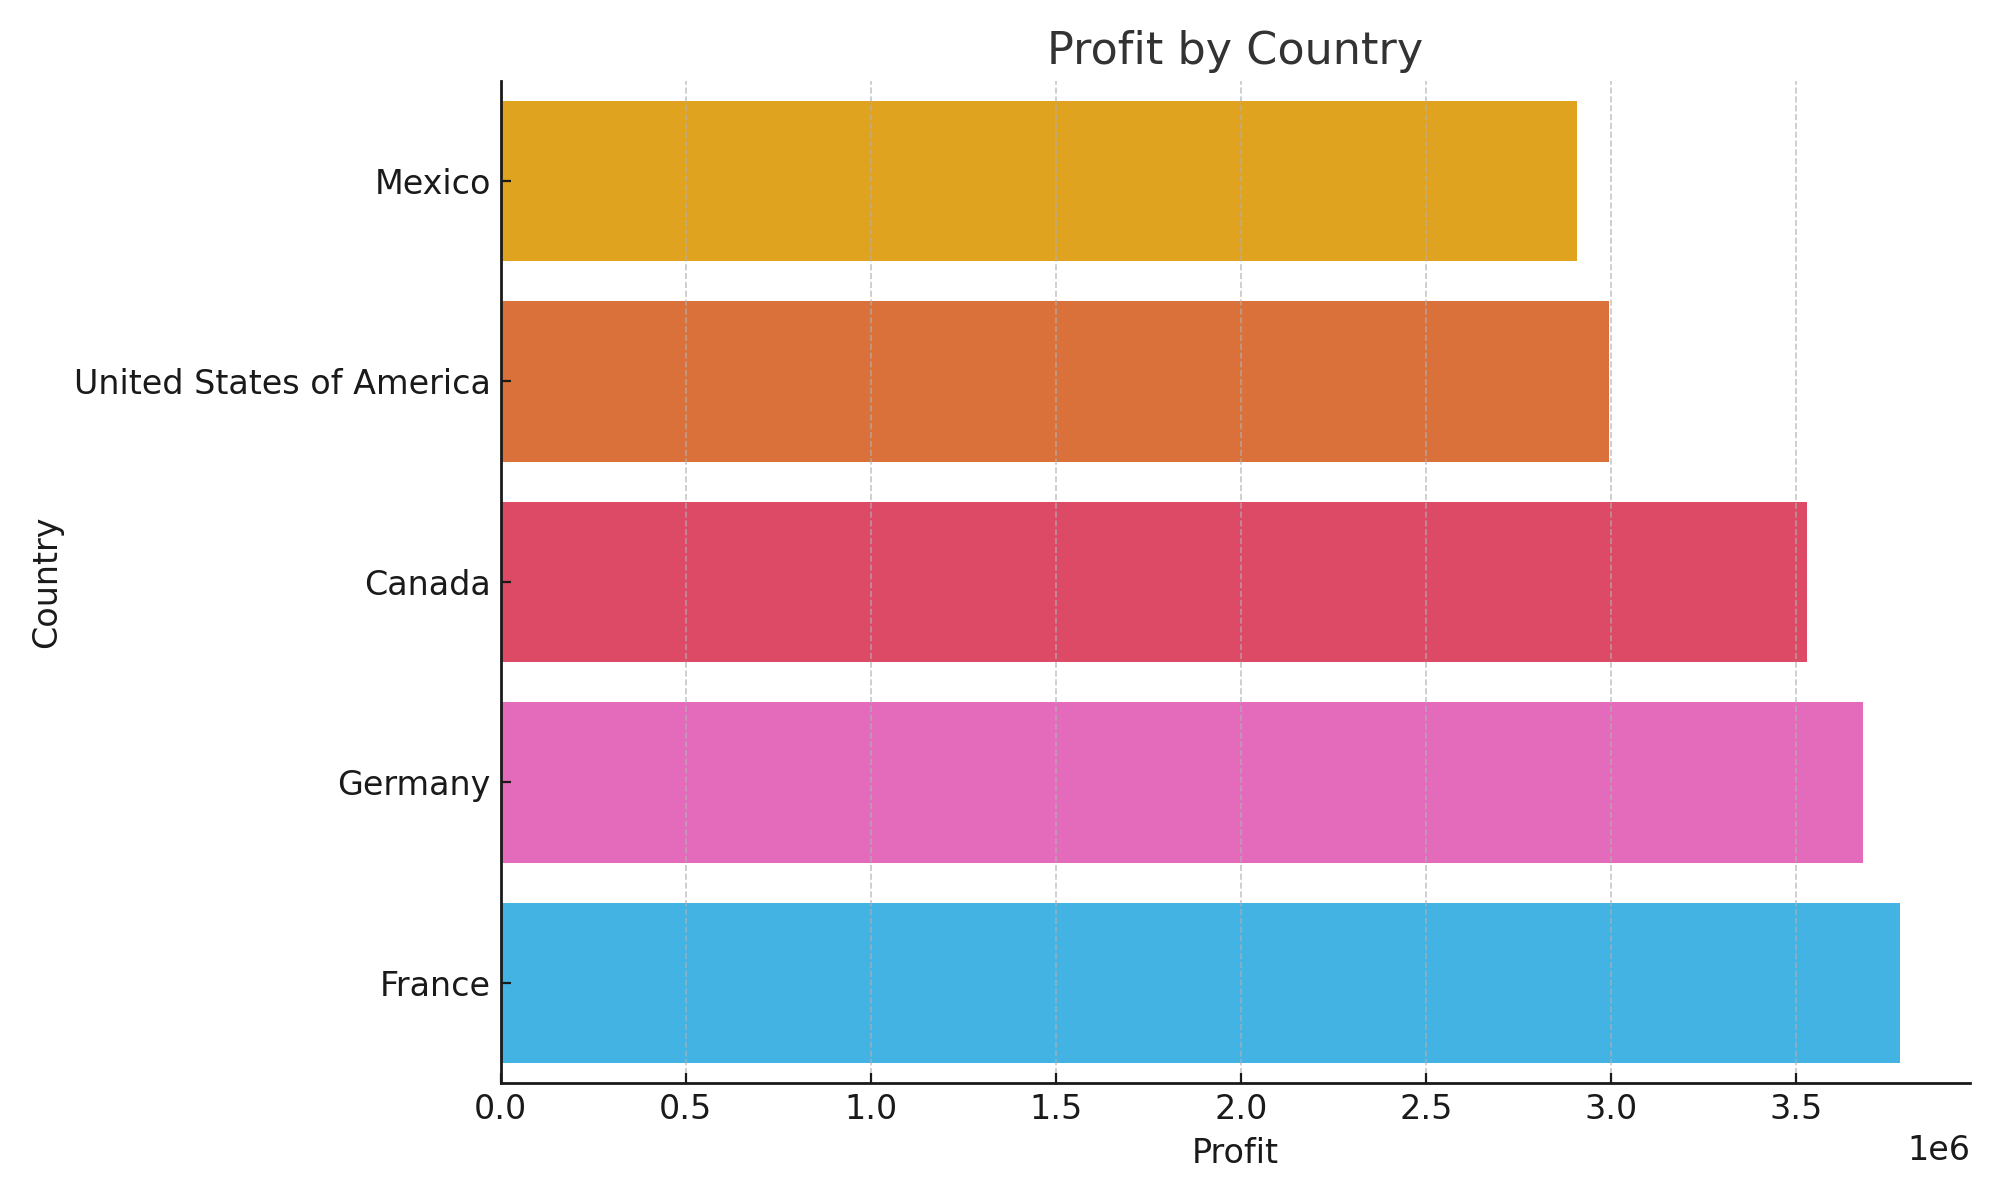 Profit by Country
Mexico
United States of America
Canada
Germany
France
Country
0.0 0.5 1.0 1.5 2.0 2.5 3.0 3.5
1e6
Profit